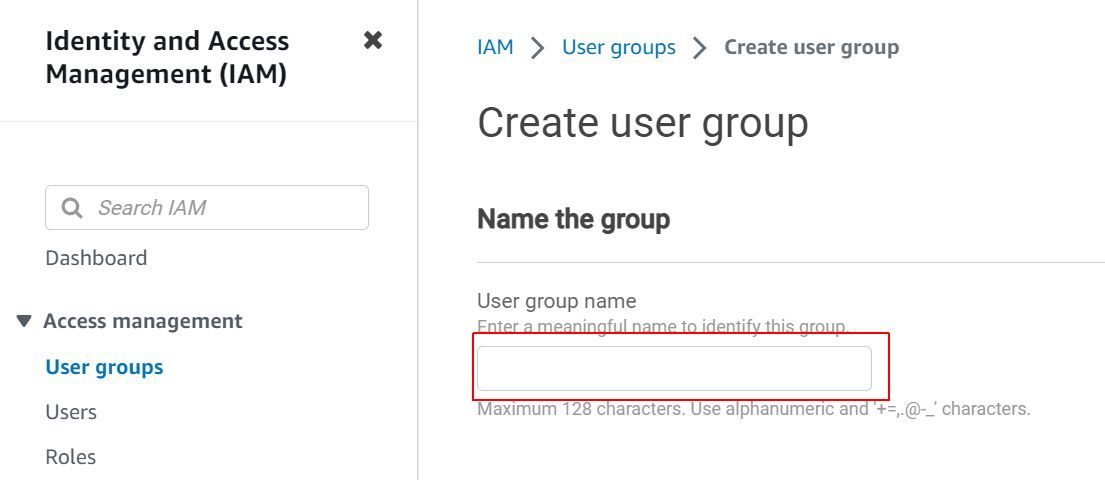 Identity and Access
Management (IAM)
Search IAM
Dashboard
Access management
User groups
Users
Roles
IAM > User groups > Create user group
Create user group
Name the group
User group name
Enter a meaningful name to identify this group.
Maximum 128 characters. Use alphanumeric and '+=,.@-_' characters.